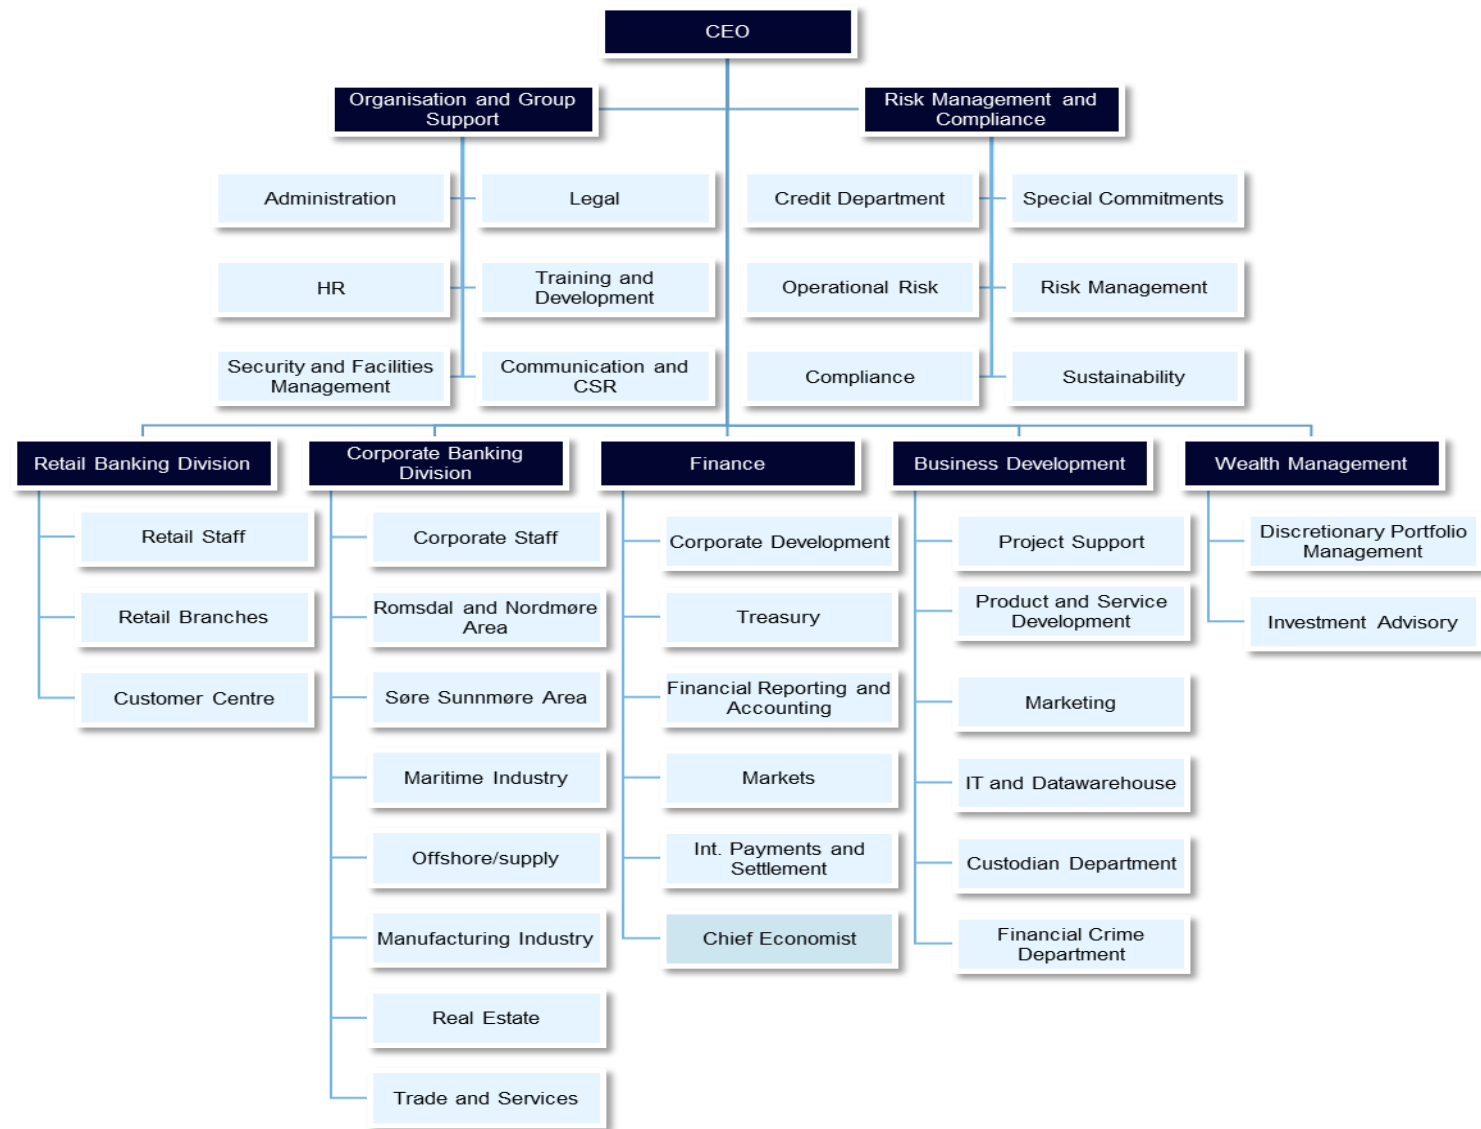 CEO
Organisation and Group
Support
Risk Management and
Compliance
Administration
Legal
Credit Department
Special Commitments
HR
Training and
Development
Operational Risk
Risk Management
Security and Facilities
Management
Communication and
CSR
Compliance
Sustainability
Retail Banking Division
Retail Staff
Retail Branches
Customer Centre
Corporate Banking
Division
Corporate Staff
Romsdal and Nordmøre
Area
Søre Sunnmøre Area
Maritime Industry
Offshore/supply
Manufacturing Industry
Real Estate
Trade and Services
Finance
Corporate Development
Treasury
Financial Reporting and
Accounting
Markets
Int. Payments and
Settlement
Chief Economist
Business Development
Project Support
Product and Service
Development
Marketing
IT and Datawarehouse
Custodian Department
Financial Crime
Department
Wealth Management
Discretionary Portfolio
Management
Investment Advisory